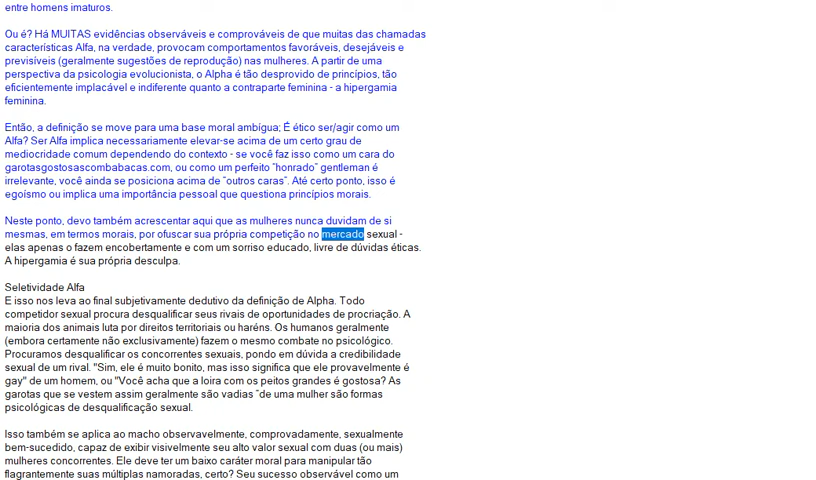 entre homens imaturos.
Ou é? Há MUITAS evidências observáveis e comprováveis de que muitas das chamadas
características Alfa, na verdade, provocam comportamentos favoráveis, desejáveis e
previsíveis (geralmente sugestões de reprodução) nas mulheres. A partir de uma
perspectiva da psicologia evolucionista, o Alpha é tão desprovido de princípios, tão
eficientemente implacável e indiferente quanto a contraparte feminina - a hipergamia
feminina.
Então, a definição se move para uma base moral ambígua; É ético ser/agir como um
Alfa? Ser Alfa implica necessariamente elevar-se acima de um certo grau de
mediocridade comum dependendo do contexto - se você faz isso como um cara do
garotasgostosascombabacas.com, ou como um perfeito "honrado" gentleman é
irrelevante, você ainda se posiciona acima de "outros caras". Até certo ponto, isso é
egoísmo ou implica uma importância pessoal que questiona princípios morais.
Neste ponto, devo também acrescentar aqui que as mulheres nunca duvidam de si
mesmas, em termos morais, por ofuscar sua própria competição no mercado sexual -
elas apenas o fazem encobertamente e com um sorriso educado, livre de dúvidas éticas.
A hipergamia é sua própria desculpa.
Seletividade Alfa
E isso nos leva ao final subjetivamente dedutivo da definição de Alpha. Todo
competidor sexual procura desqualificar seus rivais de oportunidades de procriação. A
maioria dos animais luta por direitos territoriais ou haréns. Os humanos geralmente
(embora certamente não exclusivamente) fazem o mesmo combate no psicológico.
Procuramos desqualificar os concorrentes sexuais, pondo em dúvida a credibilidade
sexual de um rival. "Sim, ele é muito bonito, mas isso significa que ele provavelmente é
gay" de um homem, ou "Você acha que a loira com os peitos grandes é gostosa? As
garotas que se vestem assim geralmente são vadias "de uma mulher são formas
psicológicas de desqualificação sexual.
Isso também se aplica ao macho observavelmente, comprovadamente, sexualmente
bem-sucedido, capaz de exibir visivelmente seu alto valor sexual com duas (ou mais)
mulheres concorrentes. Ele deve ter um baixo caráter moral para manipular tão
flagrantemente suas múltiplas namoradas, certo? Seu sucesso observável como um